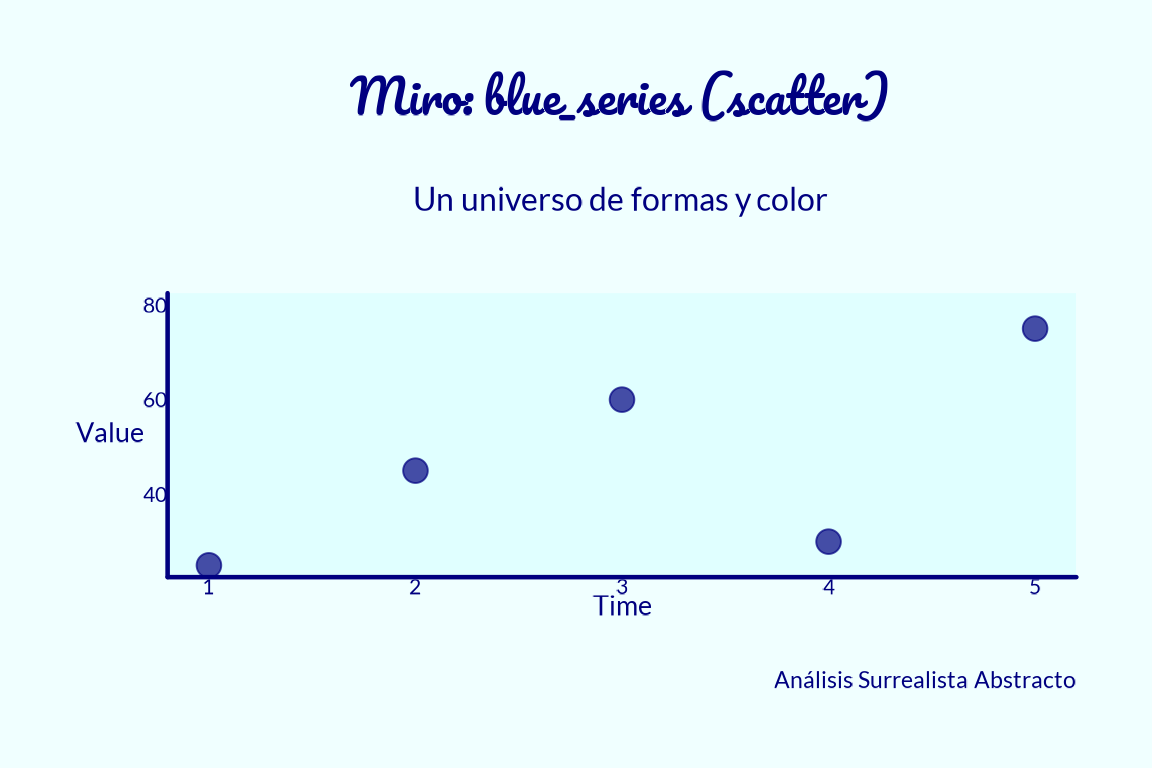 Miro: blue_series (scatter)
Un universo de formas y color
80
60
Value
40
1 2 3 4 5
Time
Análisis Surrealista Abstracto